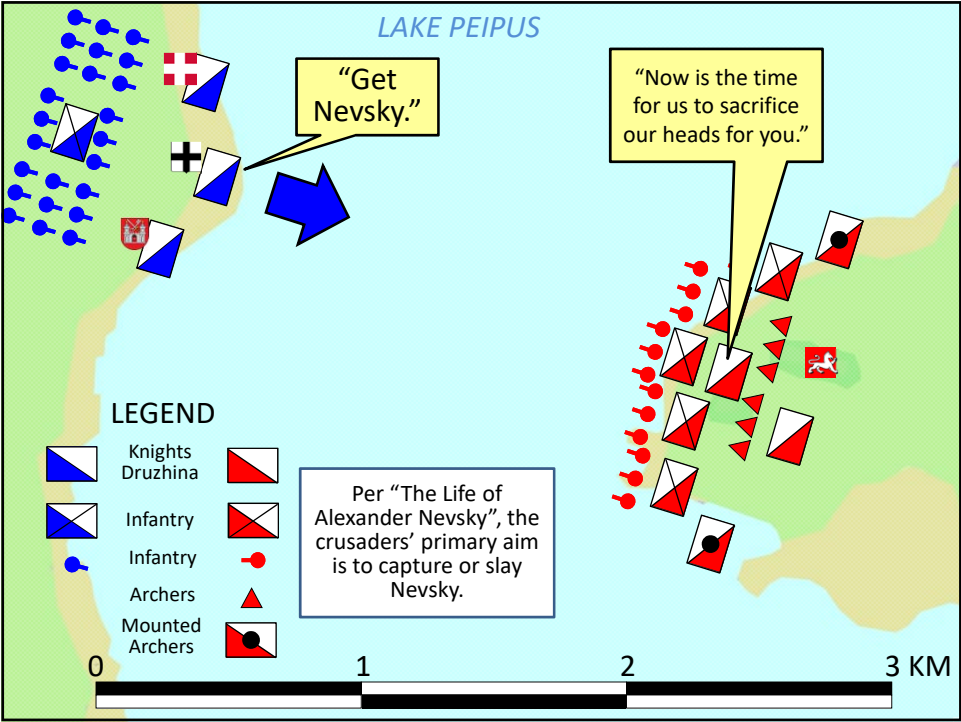 LAKE PEIPUS
“Get
Nevsky.”
“Now is the time
for us to sacrifice
our heads for you.”
LEGEND
Knights
Druzhina
Infantry
Infantry
Archers
Mounted
Archers
Per “The Life of
Alexander Nevsky”, the
crusaders’ primary aim
is to capture or slay
Nevsky.
0 1 2 3 KM